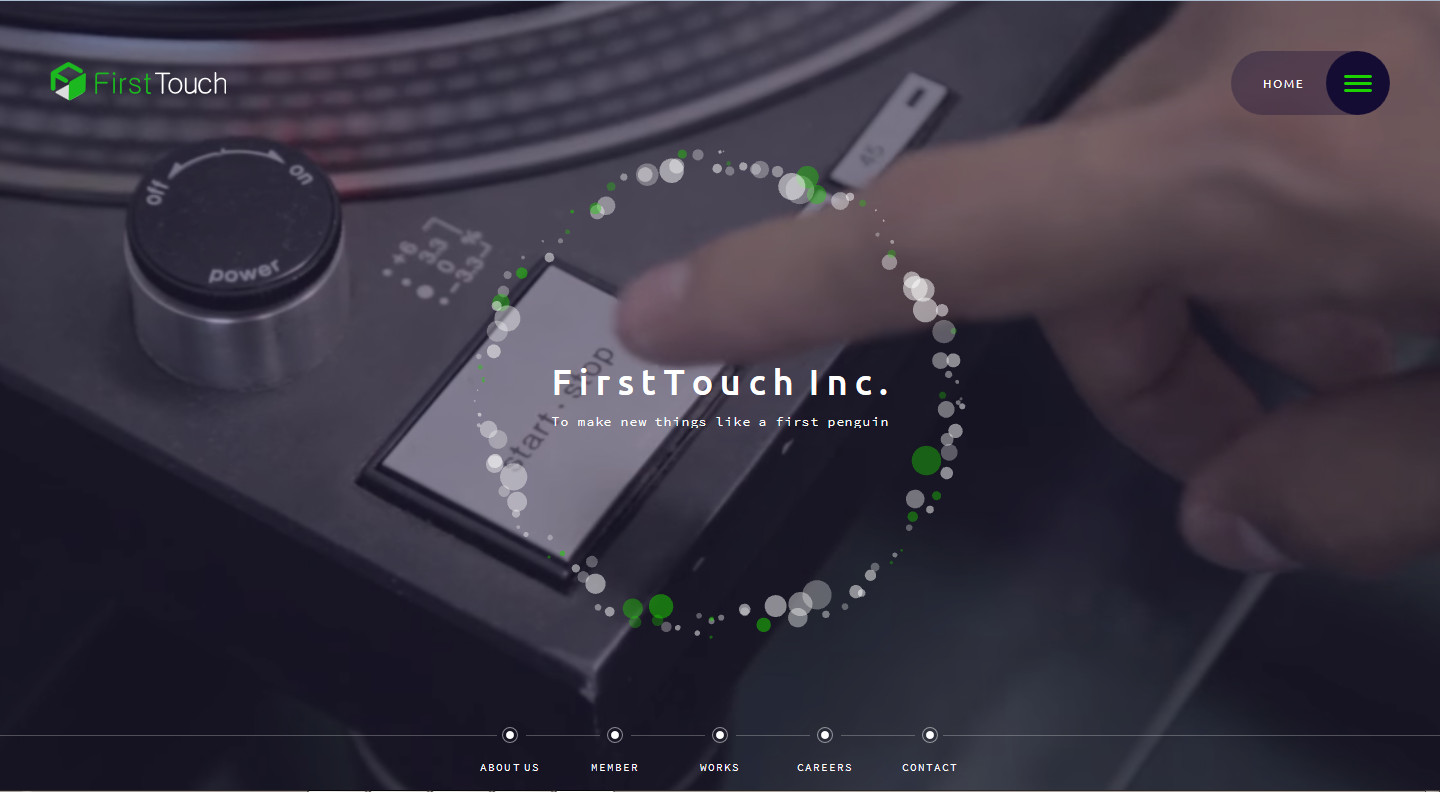 FirstTouch
HOME
45
off
on
power
+6
3.3
0
-3.3
%
start · stop
FirstTouch Inc.
To make new things like a first penguin
ABOUT US
MEMBER
WORKS
CAREERS
CONTACT